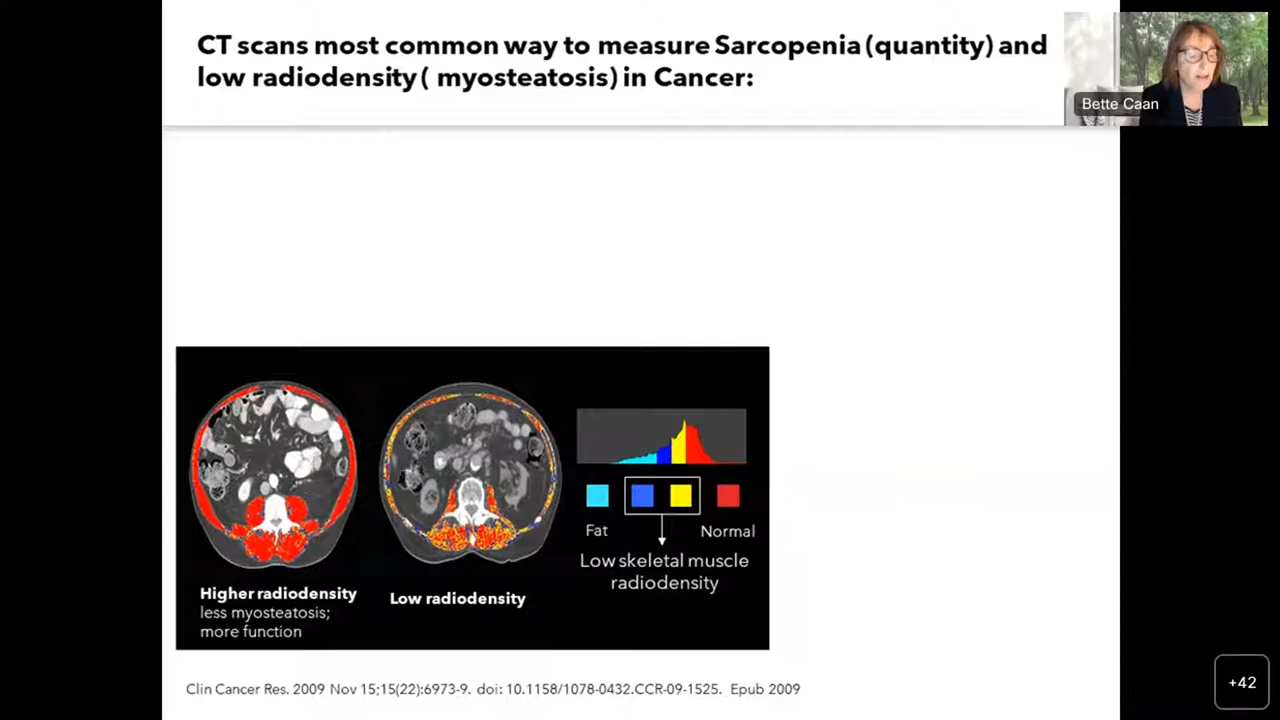 CT scans most common way to measure Sarcopenia (quantity) and
low radiodensity ( myosteatosis) in Cancer:
Bette Caan
Fat
Normal
Low skeletal muscle
radiodensity
Higher radiodensity
less myosteatosis;
more function
Low radiodensity
Clin Cancer Res. 2009 Nov 15;15(22):6973-9. doi: 10.1158/1078-0432.CCR-09-1525. Epub 2009
+42